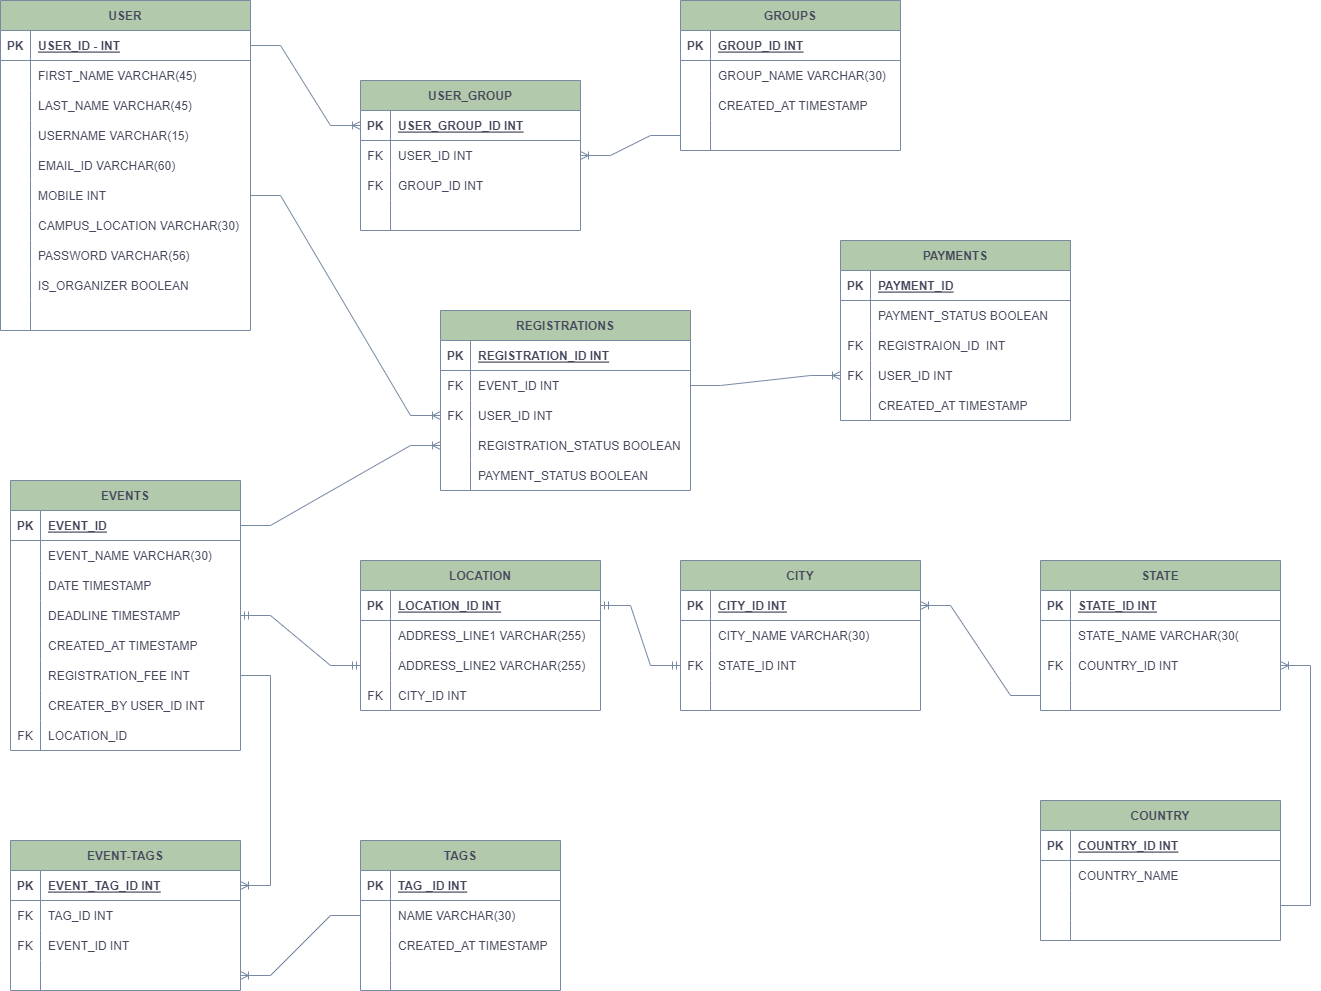 USER
PK USER_ID - INT
FIRST_NAME VARCHAR(45)
LAST_NAME VARCHAR(45)
USERNAME VARCHAR(15)
EMAIL_ID VARCHAR(60)
MOBILE INT
CAMPUS_LOCATION VARCHAR(30)
PASSWORD VARCHAR(56)
IS_ORGANIZER BOOLEAN
USER_GROUP
PK USER_GROUP_ID INT
FK USER_ID INT
FK GROUP_ID INT
GROUPS
PK GROUP_ID INT
GROUP_NAME VARCHAR(30)
CREATED_AT TIMESTAMP
PAYMENTS
PK PAYMENT_ID
PAYMENT_STATUS BOOLEAN
FK REGISTRAION_ID INT
FK USER_ID INT
CREATED_AT TIMESTAMP
REGISTRATIONS
PK REGISTRATION_ID INT
FK EVENT_ID INT
FK USER_ID INT
REGISTRATION_STATUS BOOLEAN
PAYMENT_STATUS BOOLEAN
EVENTS
PK EVENT_ID
EVENT_NAME VARCHAR(30)
DATE TIMESTAMP
DEADLINE TIMESTAMP
CREATED_AT TIMESTAMP
REGISTRATION_FEE INT
CREATER_BY USER_ID INT
FK LOCATION_ID
LOCATION
PK LOCATION_ID INT
ADDRESS_LINE1 VARCHAR(255)
ADDRESS_LINE2 VARCHAR(255)
FK CITY_ID INT
CITY
PK CITY_ID INT
CITY_NAME VARCHAR(30)
FK STATE_ID INT
STATE
PK STATE_ID INT
STATE_NAME VARCHAR(30(
FK COUNTRY_ID INT
COUNTRY
PK COUNTRY_ID INT
COUNTRY_NAME
EVENT-TAGS
PK EVENT_TAG_ID INT
FK TAG_ID INT
FK EVENT_ID INT
TAGS
PK TAG _ID INT
NAME VARCHAR(30)
CREATED_AT TIMESTAMP